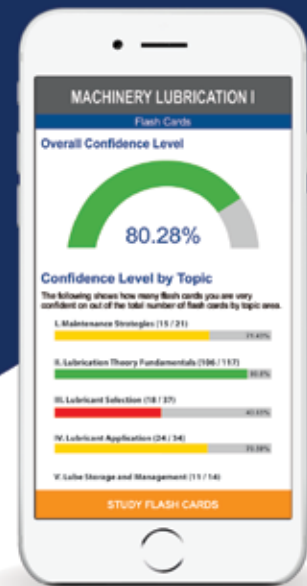 MACHINERY LUBRICATION I
Flash Cards
Overall Confidence Level
80.28%
Confidence Level by Topic
The following shows how many flash cards you are very
confident on out of the total number of flash cards by topic area.
I. Maintenance Strategies (15 / 21)
71.43%
II. Lubrication Theory Fundamentals (106 / 117)
III. Lubricant Selection (18 / 37)
IV. Lubricant Application (24 / 34)
V. Lube Storage and Management (11 / 14)
STUDY FLASH CARDS